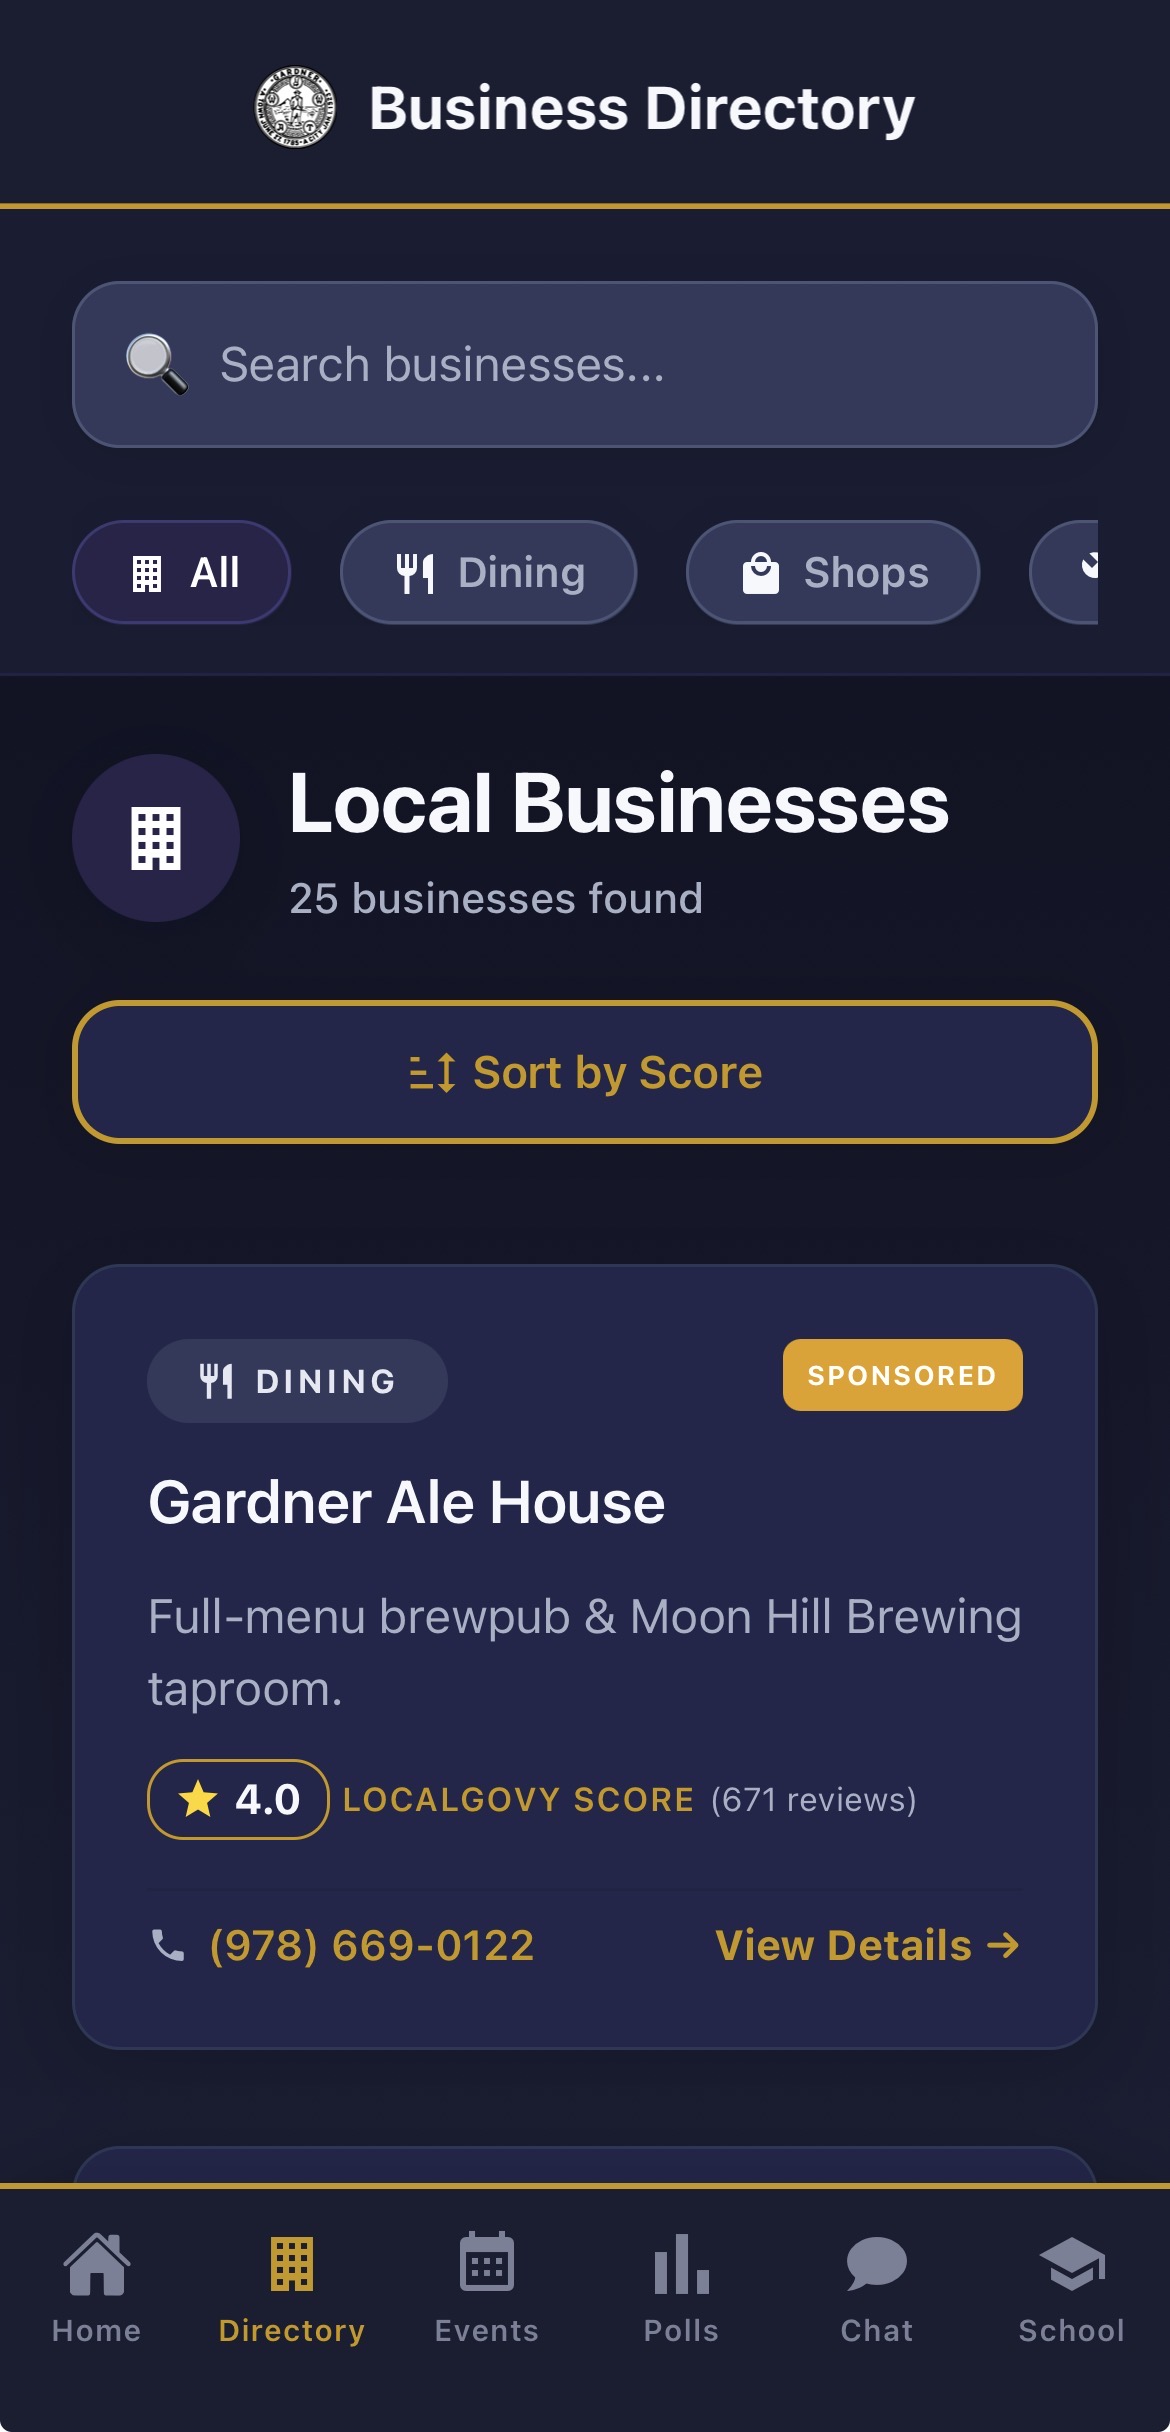 Business Directory
Search businesses...
All
Dining
Shops
Local Businesses
25 businesses found
Sort by Score
DINING
SPONSORED
Gardner Ale House
Full-menu brewpub & Moon Hill Brewing
taproom.
4.0 LOCALGOVY SCORE (671 reviews)
(978) 669-0122
View Details →
Home
Directory
Events
Polls
Chat
School